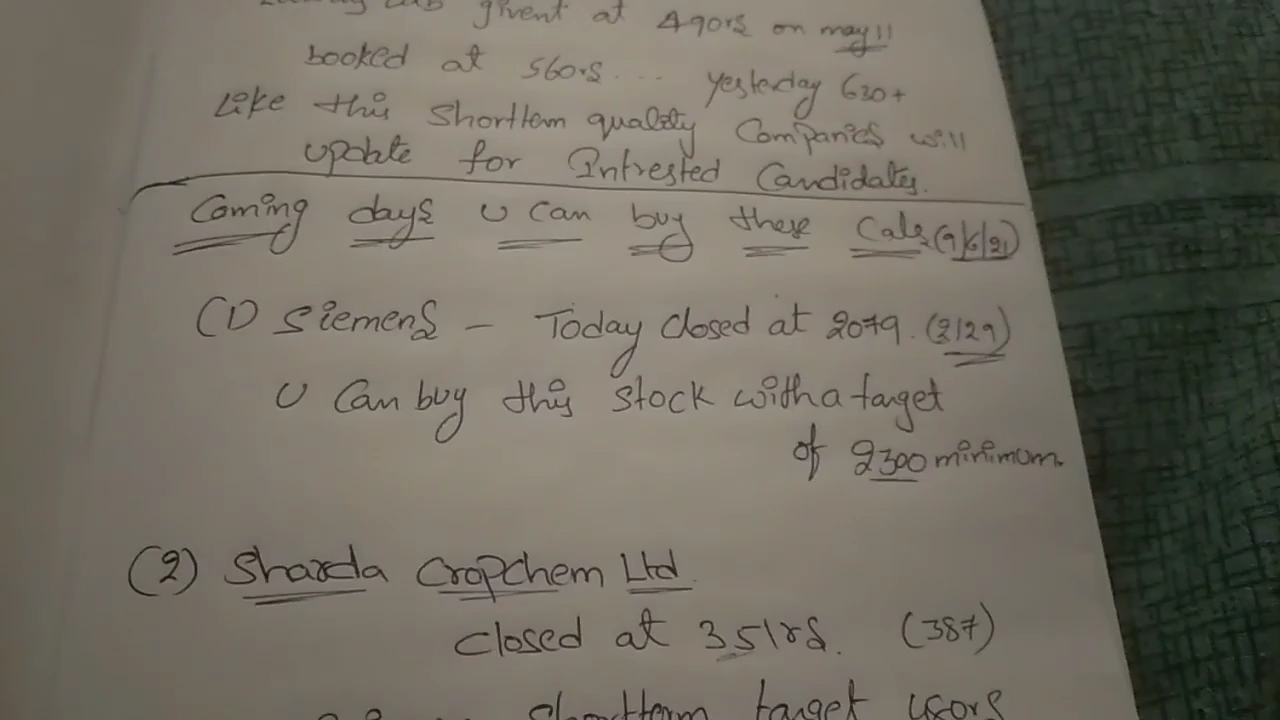 givent at 490rs on may 11
booked at 560rs... yesterday 630+
Like this Shortterm quality Companies will
update for Intrested Candidates.
Coming days U can buy these Calls (9/6/21)
(1) Siemens - Today closed at 2079. (2129)
U Can buy this stock with a target
of 2300 minimum.
(2) Sharda Cropchem Ltd.
closed at 351rs. (387)
shortterm target